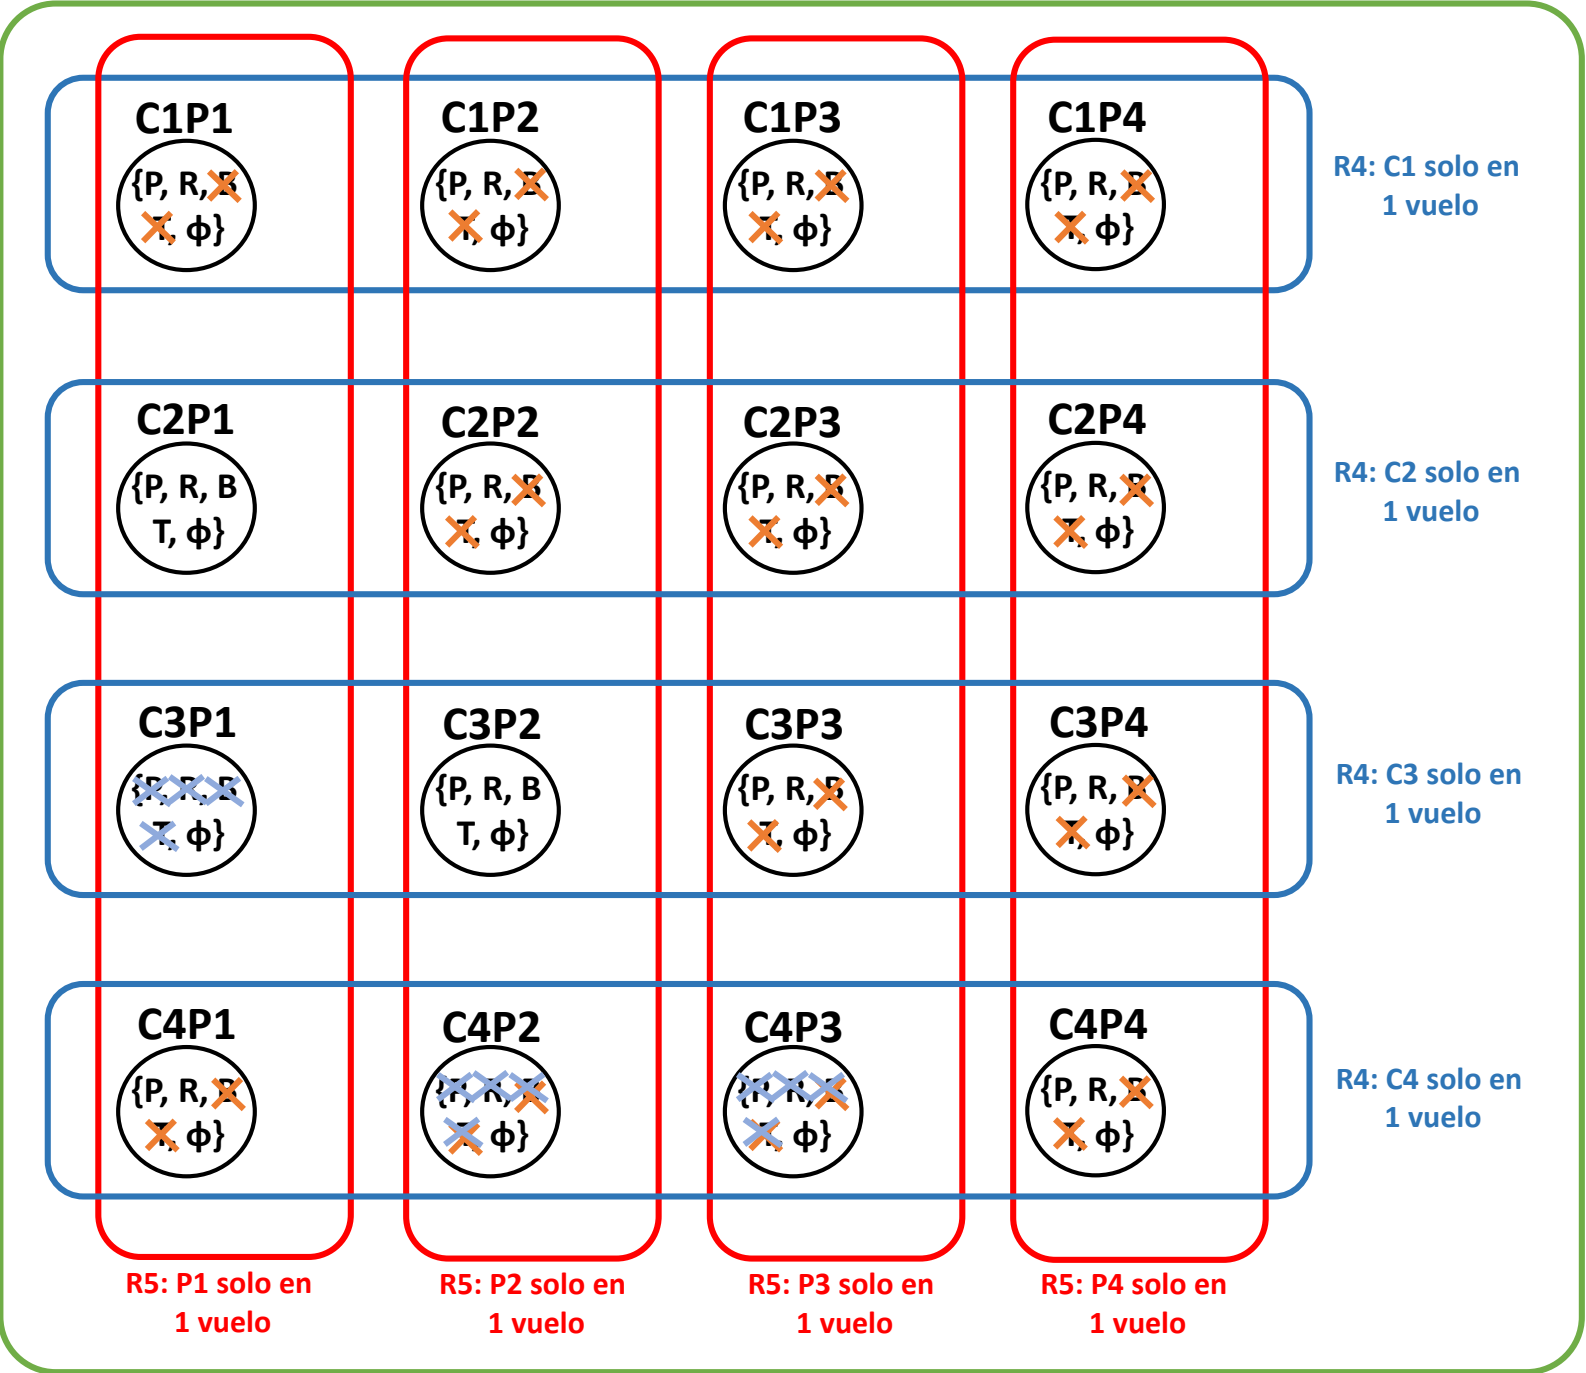 C1P1 C1P2 C1P3 C1P4
{P, R, B {P, R, B {P, R, B {P, R, B
T, ф} T, ф} T, ф} T, ф}
R4: C1 solo en
1 vuelo
C2P1 C2P2 C2P3 C2P4
{P, R, B {P, R, B {P, R, B {P, R, B
T, ф} T, ф} T, ф} T, ф}
R4: C2 solo en
1 vuelo
C3P1 C3P2 C3P3 C3P4
{P, R, B {P, R, B {P, R, B {P, R, B
T, ф} T, ф} T, ф} T, ф}
R4: C3 solo en
1 vuelo
C4P1 C4P2 C4P3 C4P4
{P, R, B {P, R, B {P, R, B {P, R, B
T, ф} T, ф} T, ф} T, ф}
R4: C4 solo en
1 vuelo
R5: P1 solo en
1 vuelo
R5: P2 solo en
1 vuelo
R5: P3 solo en
1 vuelo
R5: P4 solo en
1 vuelo